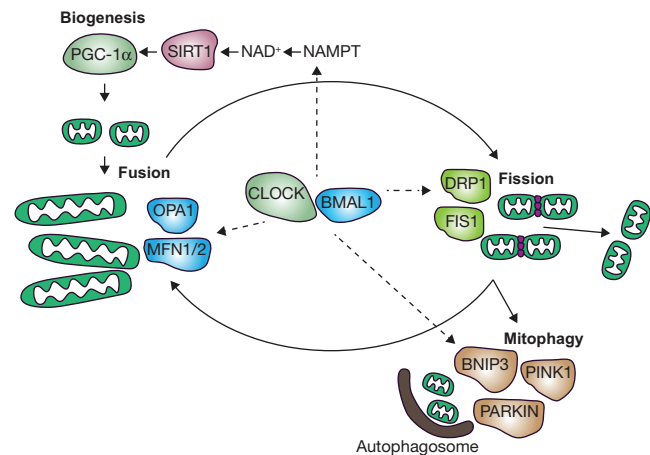 Biogenesis
PGC-1α
SIRT1
NAD⁺
NAMPT
Fusion
OPA1
MFN1/2
CLOCK
BMAL1
DRP1
Fission
FIS1
Mitophagy
BNIP3
PINK1
PARKIN
Autophagosome